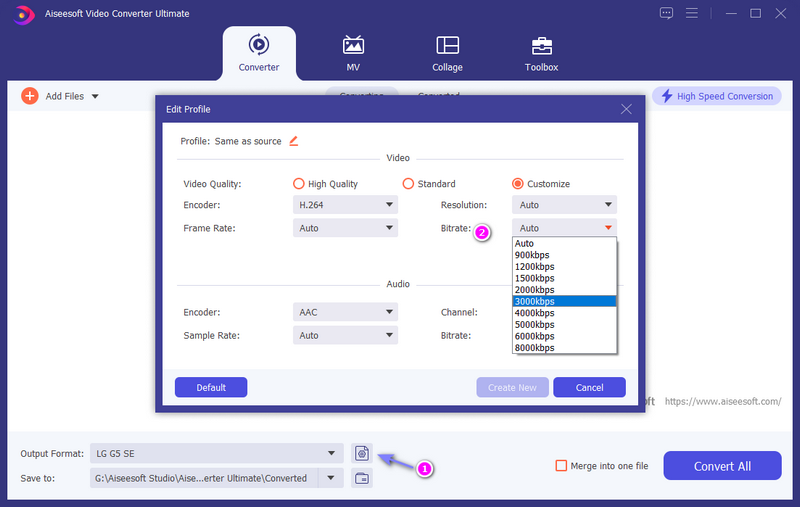 Aiseesoft Video Converter Ultimate
Converter MV Collage Toolbox
Add Files High Speed Conversion
Edit Profile
Profile: Same as source
Video
Video Quality: High Quality Standard Customize
Encoder: H.264 Resolution: Auto
Frame Rate: Auto Bitrate: 2 Auto
Auto
900kbps
1200kbps
1500kbps
2000kbps
3000kbps
4000kbps
5000kbps
6000kbps
8000kbps
Audio
Encoder: AAC Channel:
Sample Rate: Auto Bitrate:
Default Create New Cancel
https://www.aiseesoft.com/
Output Format: LG G5 SE 1
Save to: G:\Aiseesoft Studio\Aise...erter Ultimate\Converted
Merge into one file Convert All